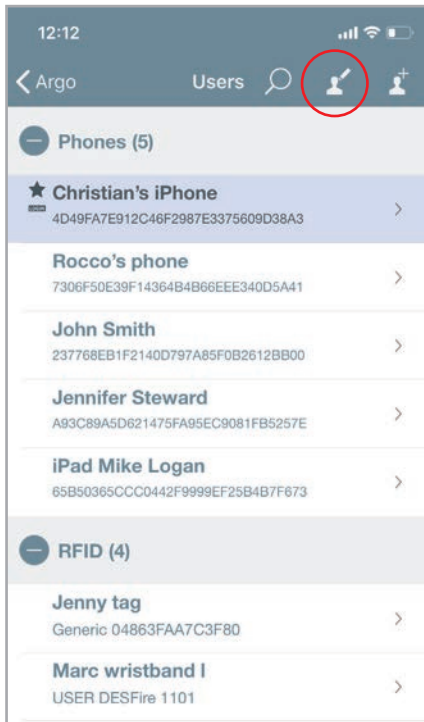 12:12
Argo Users
Phones (5)
Christian's iPhone
4D49FA7E912C46F2987E3375609D38A3
Rocco's phone
7306F50E39F14364B4B66EEE340D5A41
John Smith
237768EB1F2140D797A85F0B2612BB00
Jennifer Steward
A93C89A5D621475FA95EC9081FB5257E
iPad Mike Logan
65B50365CCC0442F9999EF25B4B7F673
RFID (4)
Jenny tag
Generic 04863FAA7C3F80
Marc wristband I
USER DESFire 1101